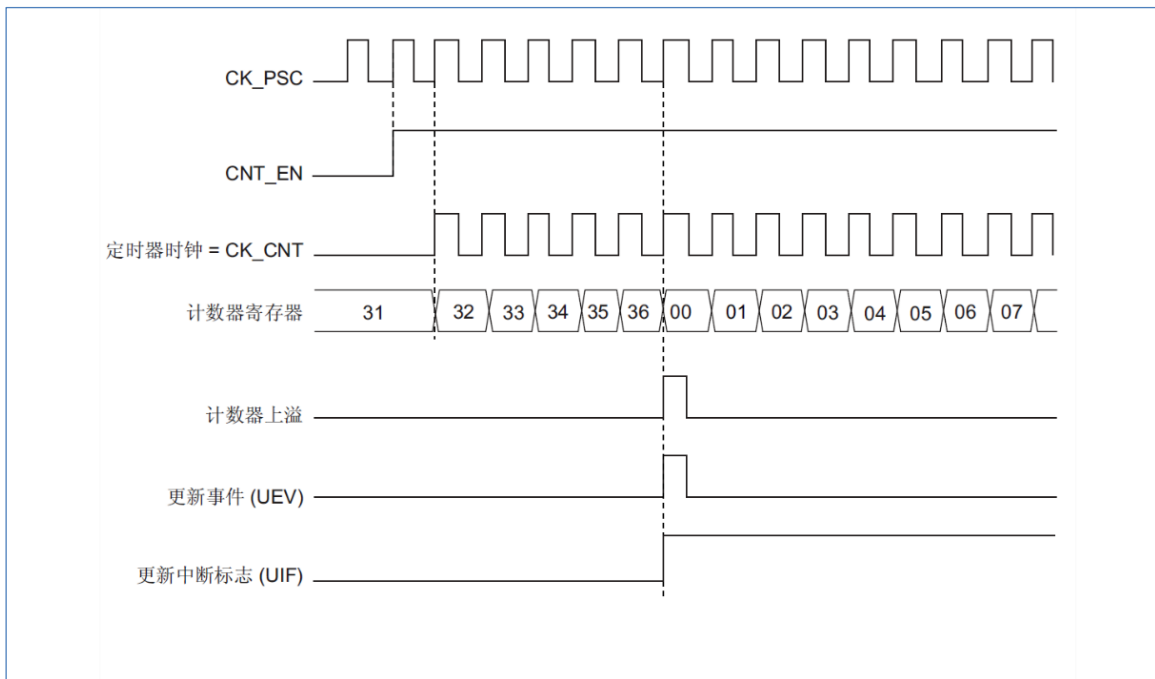 CK_PSC
CNT_EN
定时器时钟 = CK_CNT
计数器寄存器 31 32 33 34 35 36 00 01 02 03 04 05 06 07
计数器上溢
更新事件 (UEV)
更新中断标志 (UIF)